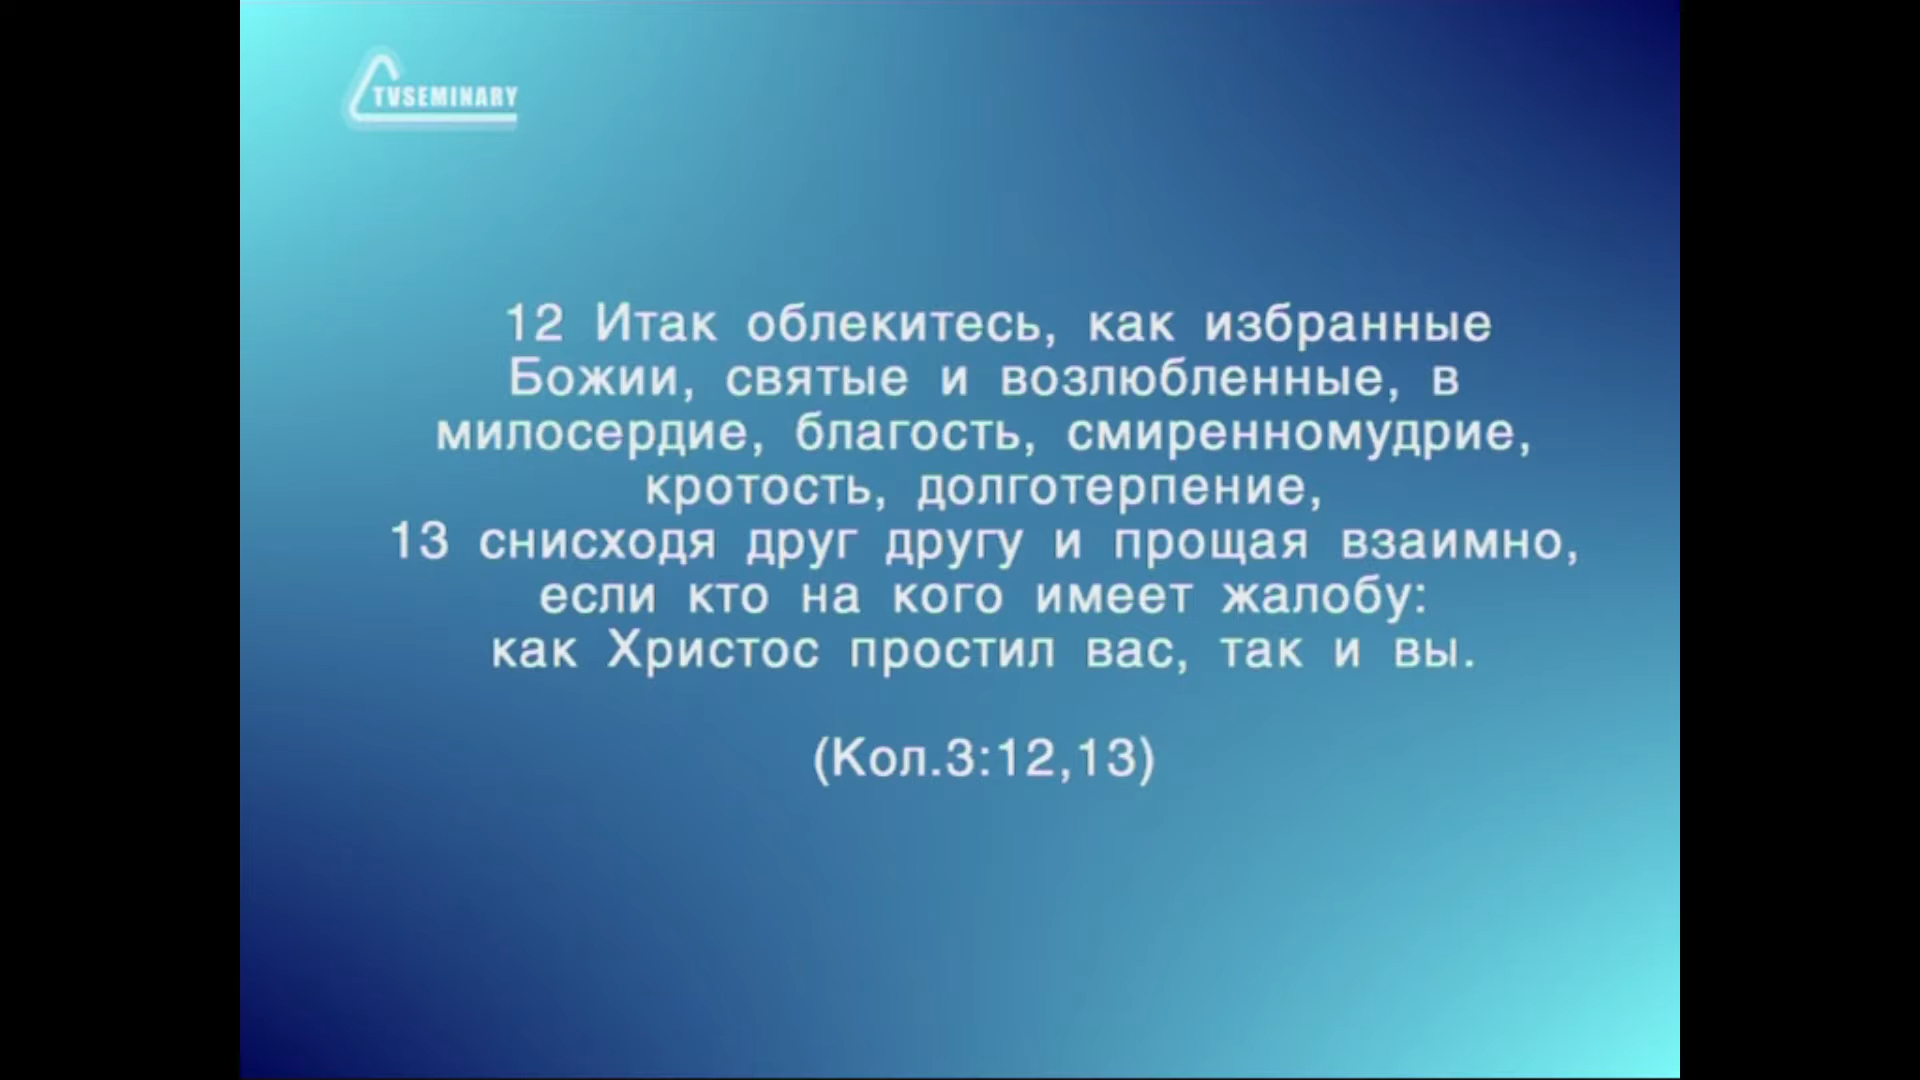 TVSEMINARY
12 Итак облекитесь, как избранные
Божии, святые и возлюбленные, в
милосердие, благость, смиренномудрие,
кротость, долготерпение,
13 снисходя друг другу и прощая взаимно,
если кто на кого имеет жалобу:
как Христос простил вас, так и вы.
(Кол.3:12,13)